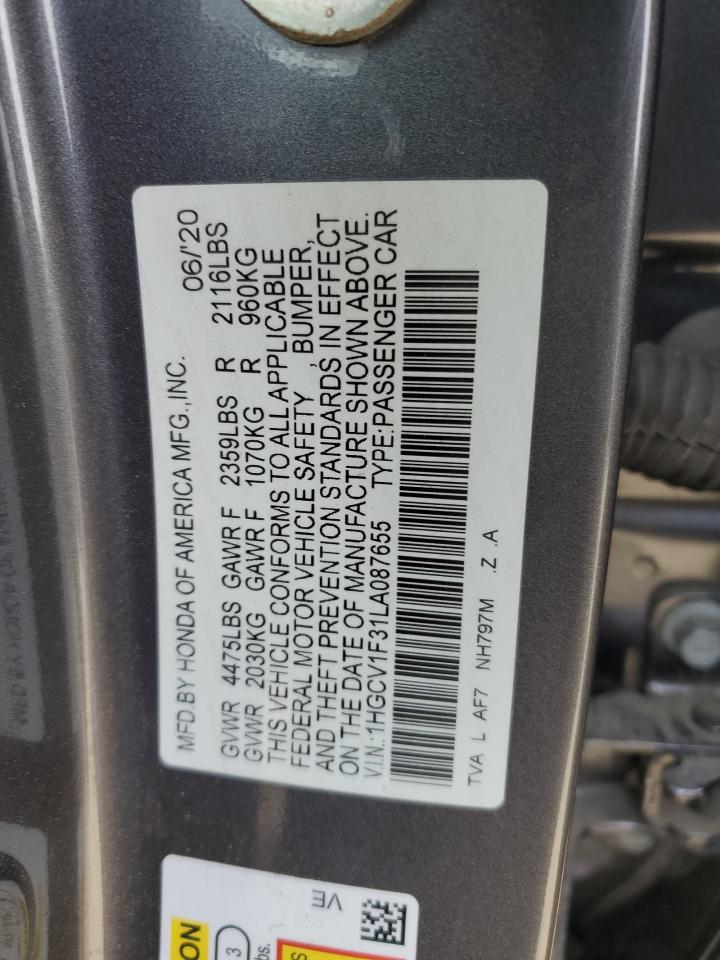 MFD.BY HONDA OF AMERICA MFG.,INC. 06/'20
GVWR 4475LBS GAWR F 2359LBS R 2116LBS
GVWR 2030KG GAWR F 1070KG R 960KG
THIS VEHICLE CONFORMS TO ALL APPLICABLE
FEDERAL MOTOR VEHICLE SAFETY , BUMPER,
AND THEFT PREVENTION STANDARDS IN EFFECT
ON THE DATE OF MANUFACTURE SHOWN ABOVE.
V.I.N.:1HGCV1F31LA087655 TYPE:PASSENGER CAR
TVA L AF7 NH797M .Z .A
VE
3